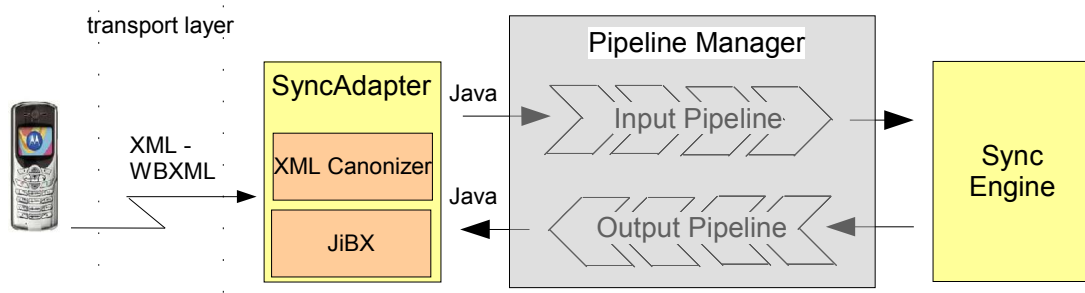 transport layer
Pipeline Manager
SyncAdapter
Java
Input Pipeline
XML -
WBXML
XML Canonizer
Sync
Engine
Java
Output Pipeline
JiBX